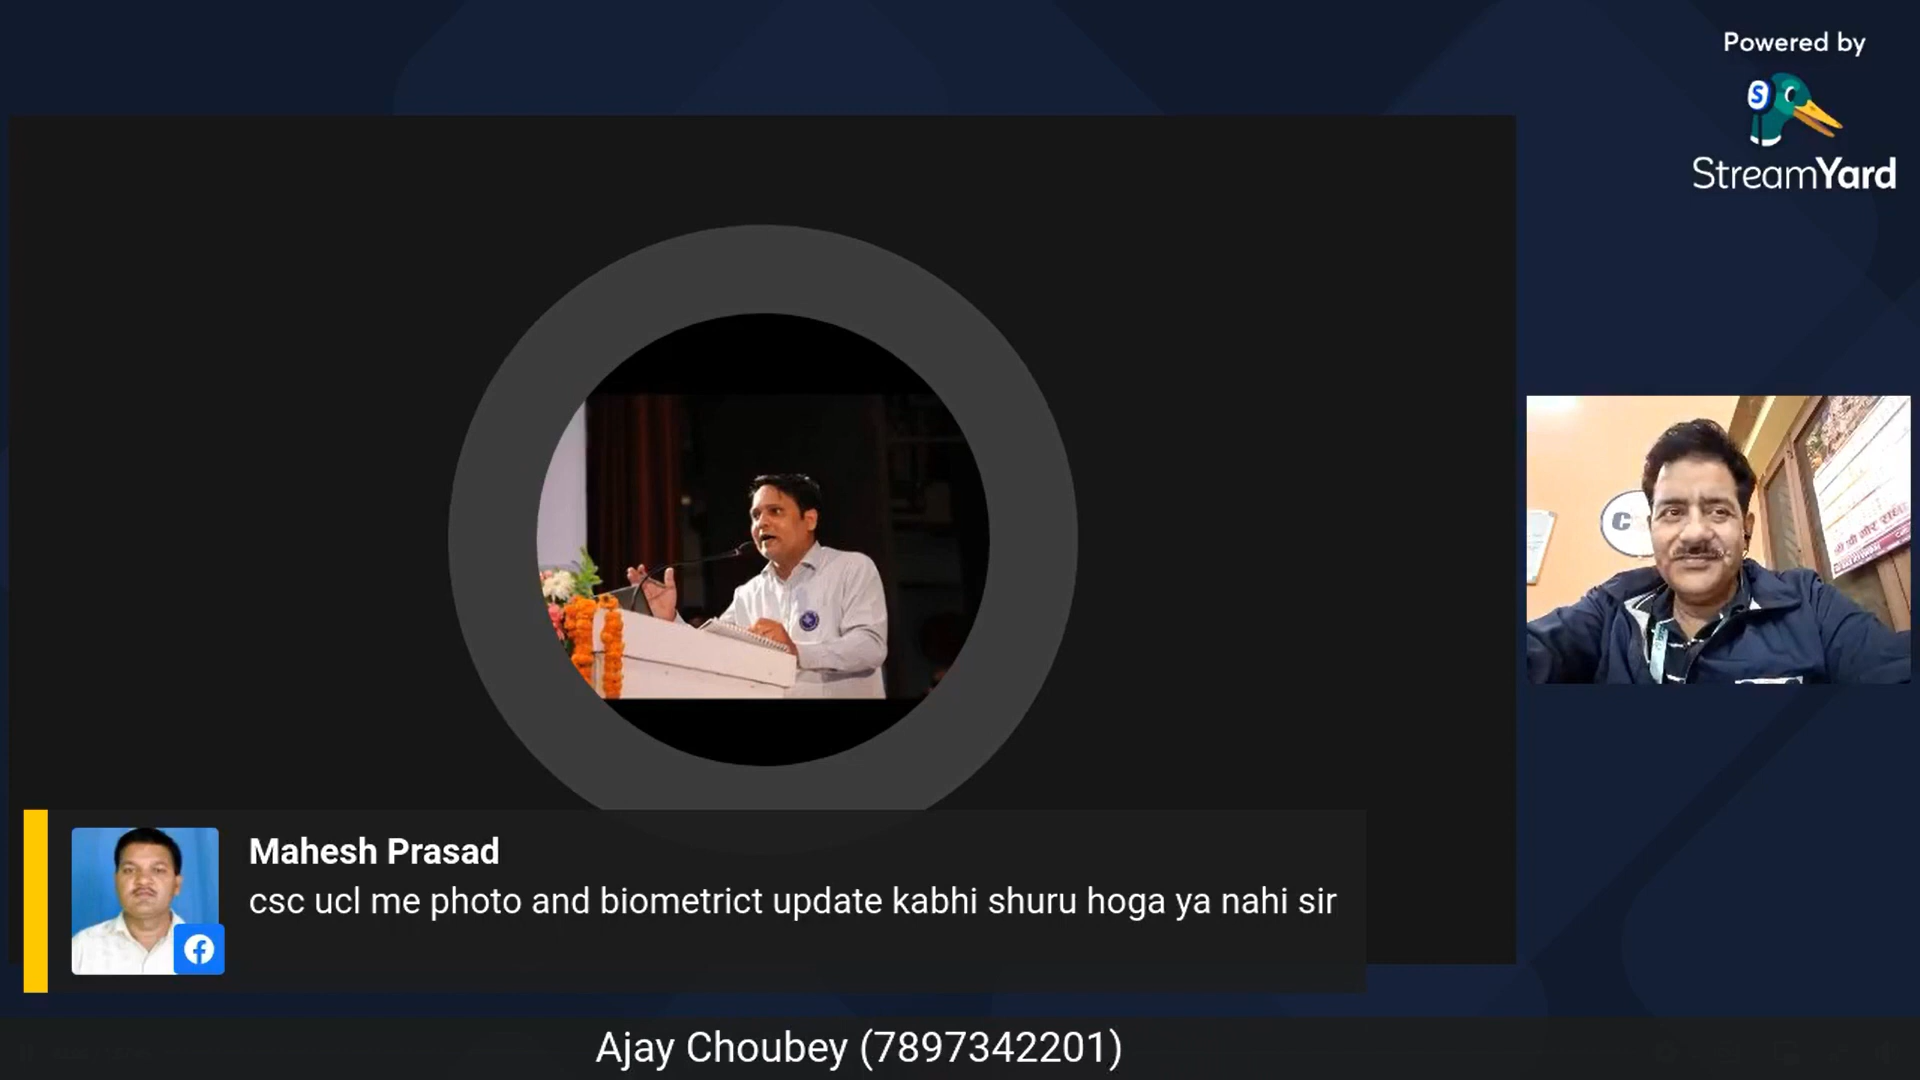 Powered by
StreamYard
Mahesh Prasad
csc ucl me photo and biometrict update kabhi shuru hoga ya nahi sir
Ajay Choubey (7897342201)